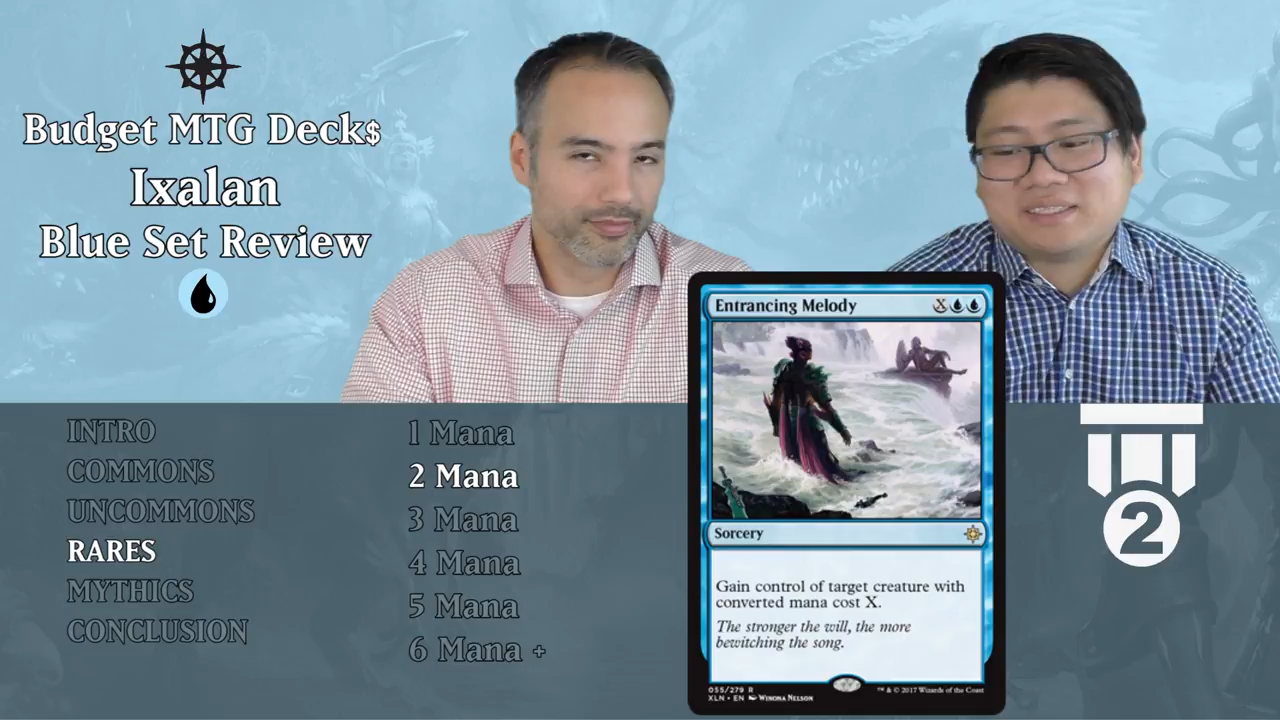 Budget MTG Deck$
Ixalan
Blue Set Review
INTRO
COMMONS
UNCOMMONS
RARES
MYTHICS
CONCLUSION
1 Mana
2 Mana
3 Mana
4 Mana
5 Mana
6 Mana +
Entrancing Melody X
Sorcery
Gain control of target creature with
converted mana cost X.
The stronger the will, the more
bewitching the song.
055/279 R
XLN • EN Winona Nelson
™ & © 2017 Wizards of the Coast
2